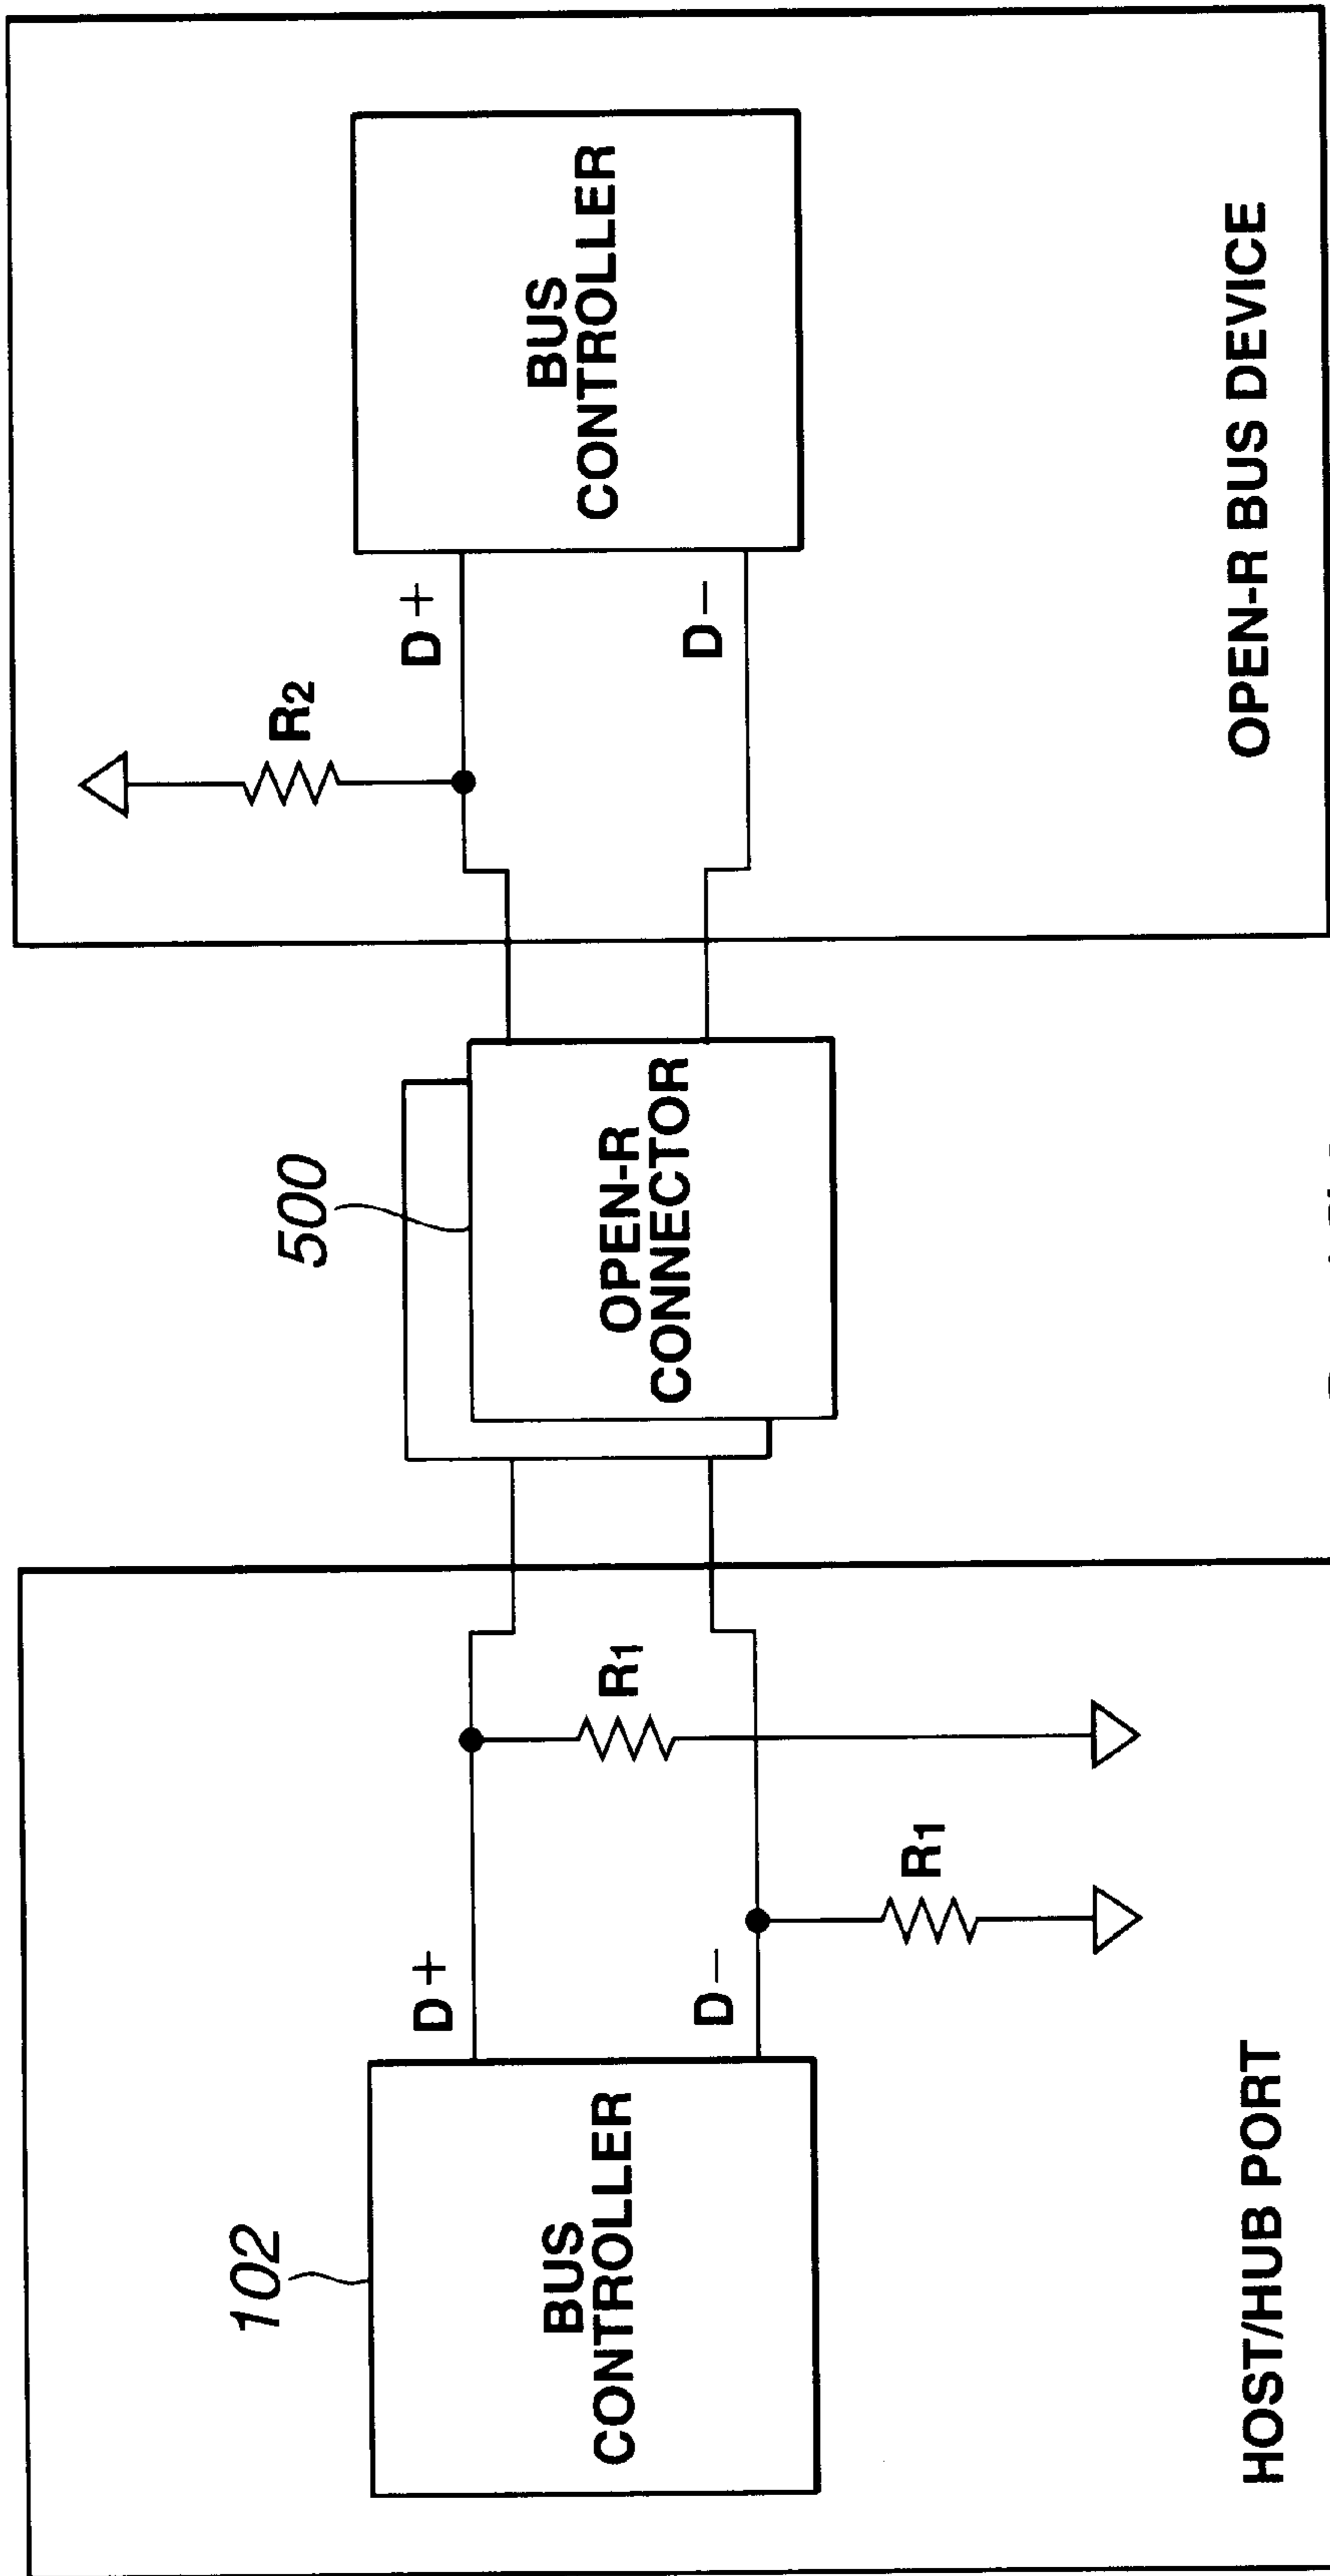 102
BUS
CONTROLLER
D+
D−
R1
R1
HOST/HUB PORT
500
OPEN-R
CONNECTOR
R2
D+
D−
BUS
CONTROLLER
OPEN-R BUS DEVICE